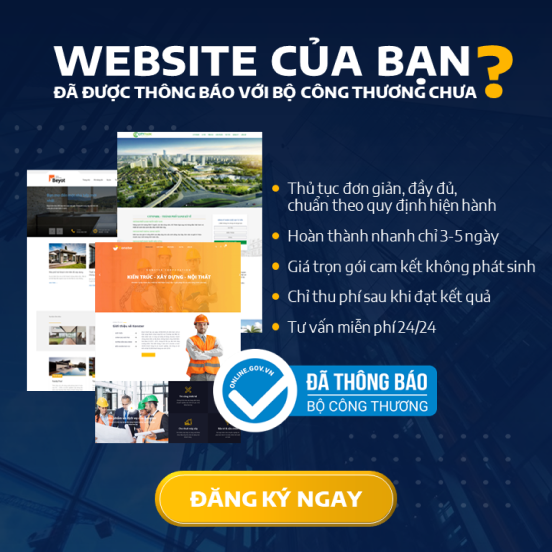 WEBSITE CỦA BẠN ?
ĐÃ ĐƯỢC THÔNG BÁO VỚI BỘ CÔNG THƯƠNG CHƯA
Beyot
KIẾN TRÚC - XÂY DỰNG - NỘI THẤT
Thủ tục đơn giản, đầy đủ,
chuẩn theo quy định hiện hành
Hoàn thành nhanh chỉ 3-5 ngày
Giá trọn gói cam kết không phát sinh
Chỉ thu phí sau khi đạt kết quả
Tư vấn miễn phí 24/24
ONLINE.GOV.VN
ĐÃ THÔNG BÁO
BỘ CÔNG THƯƠNG
ĐĂNG KÝ NGAY